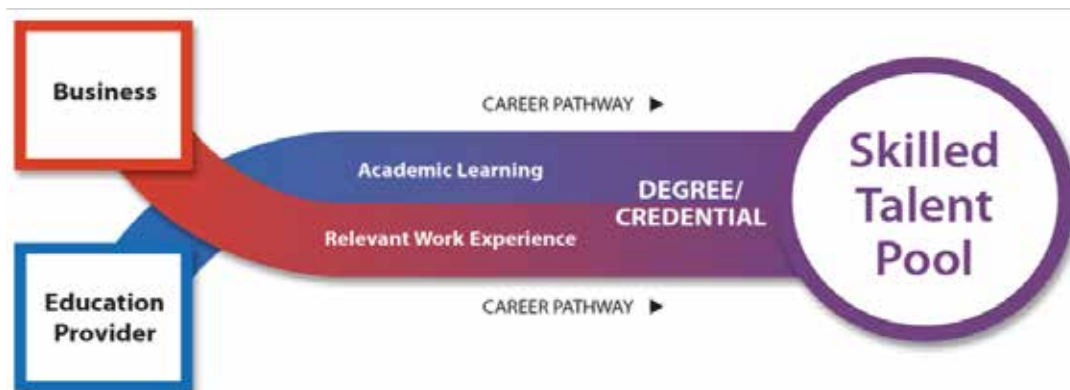 Business
CAREER PATHWAY ▶
Academic Learning
DEGREE/
CREDENTIAL
Relevant Work Experience
Skilled
Talent
Pool
Education
Provider
CAREER PATHWAY ▶